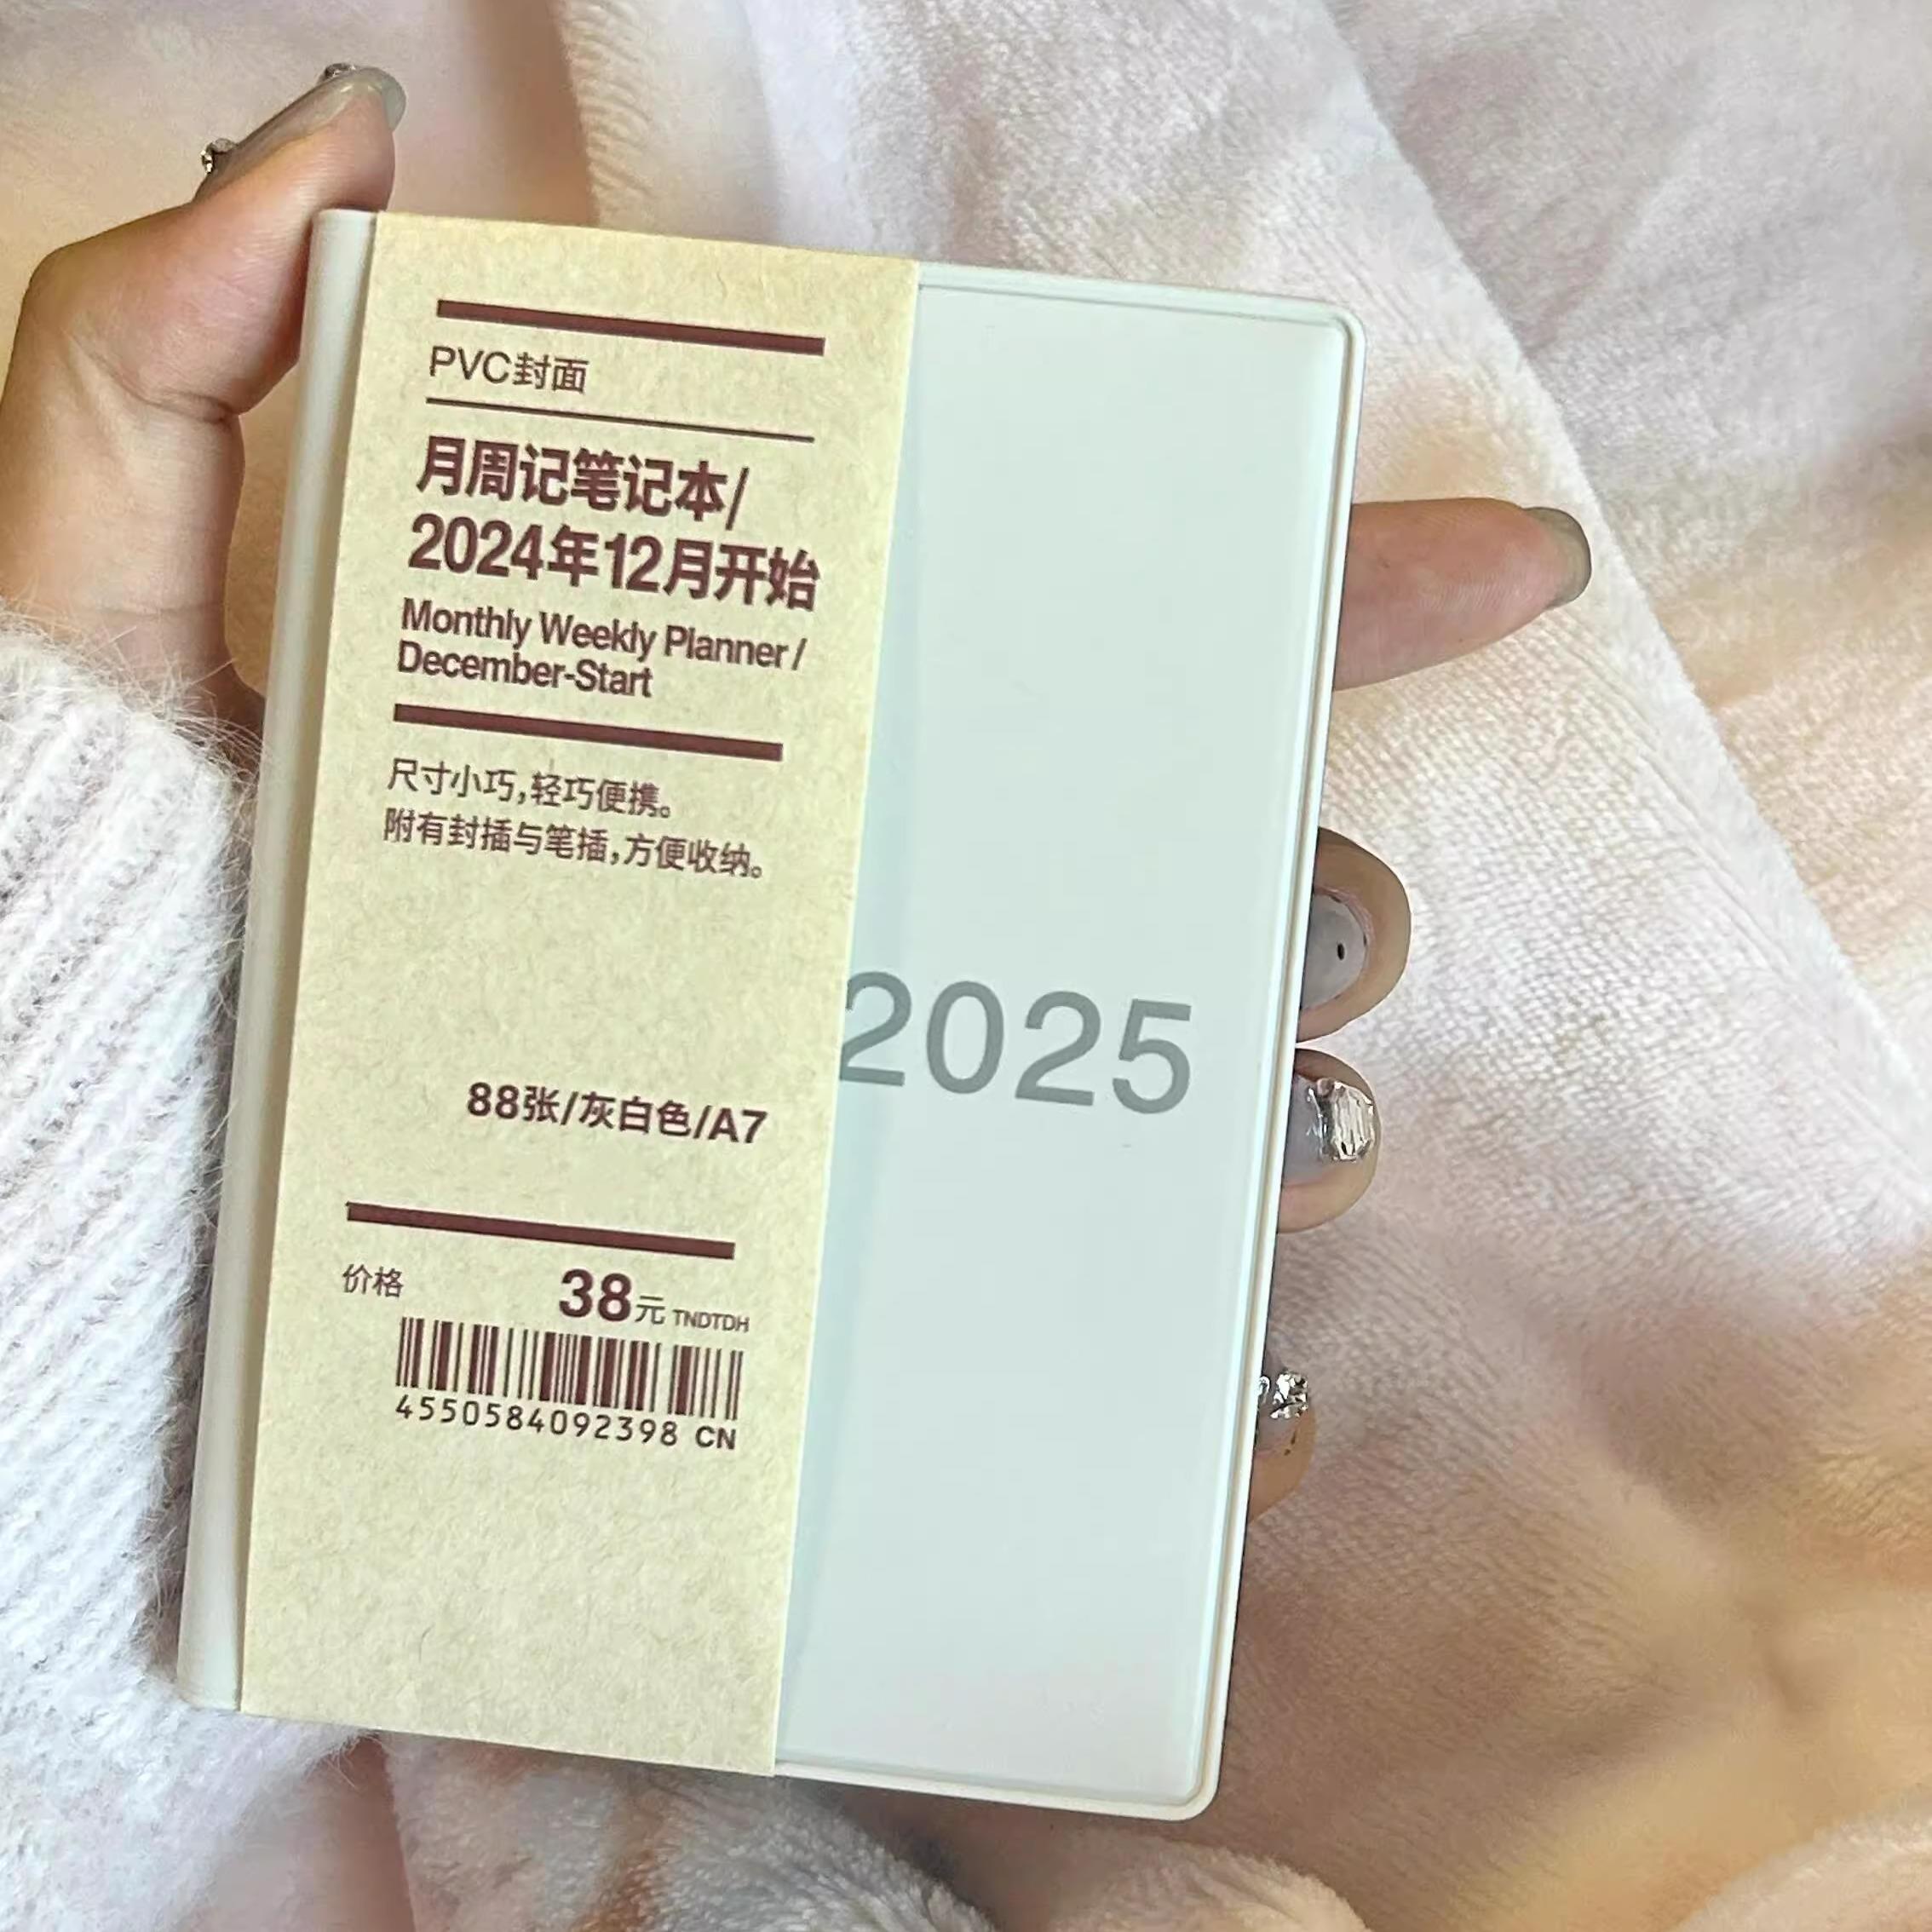 PVC封面
月周记笔记本/
2024年12月开始
Monthly Weekly Planner /
December-Start
尺寸小巧,轻巧便携。
附有封插与笔插,方便收纳。
88张/灰白色/A7
价格 38元 TNDTDH
4550584092398 CN
2025